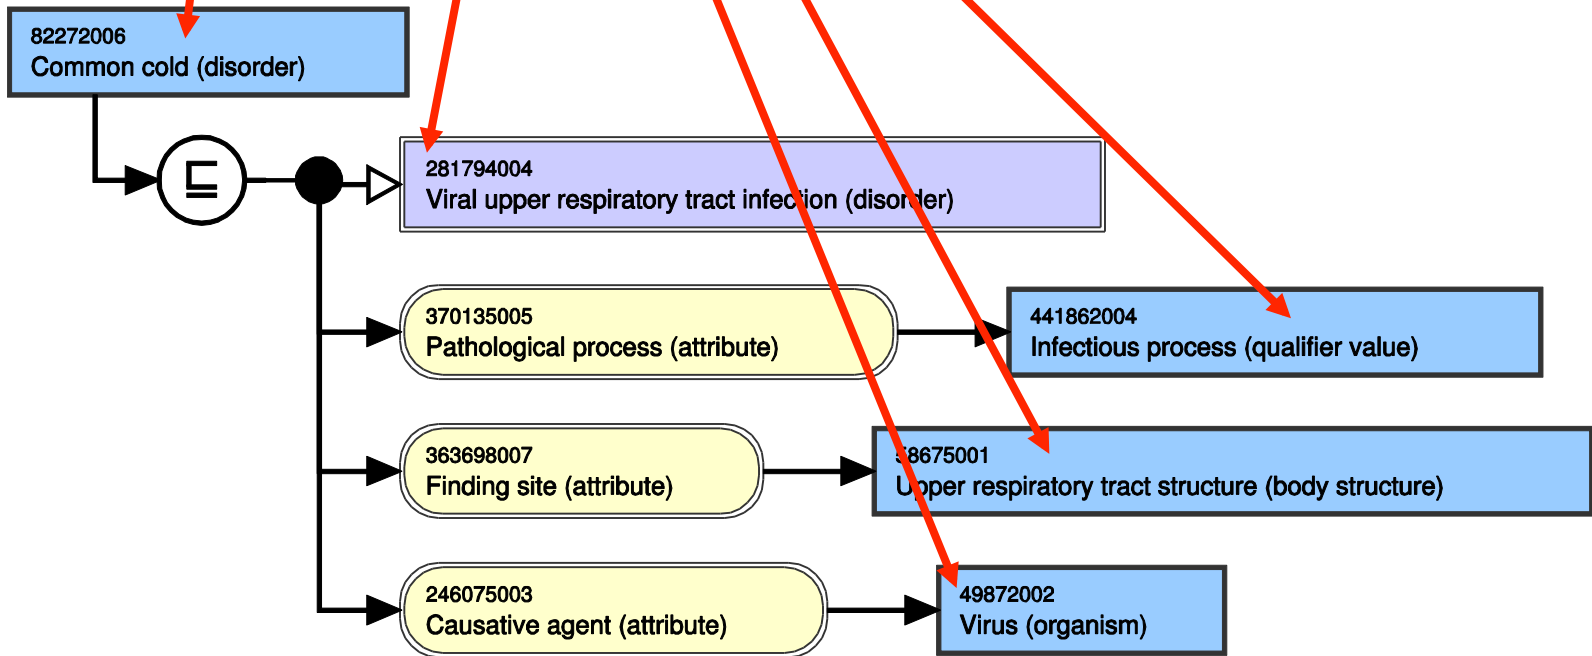 82272006
Common cold (disorder)
⊑
281794004
Viral upper respiratory tract infection (disorder)
370135005
Pathological process (attribute)
441862004
Infectious process (qualifier value)
363698007
Finding site (attribute)
58675001
Upper respiratory tract structure (body structure)
246075003
Causative agent (attribute)
49872002
Virus (organism)